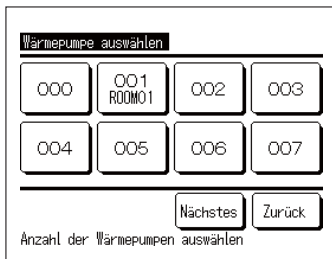 Wärmepumpe auswählen
000 001 002 003
ROOM01
004 005 006 007
Nächstes Zurück
Anzahl der Wärmepumpen auswählen